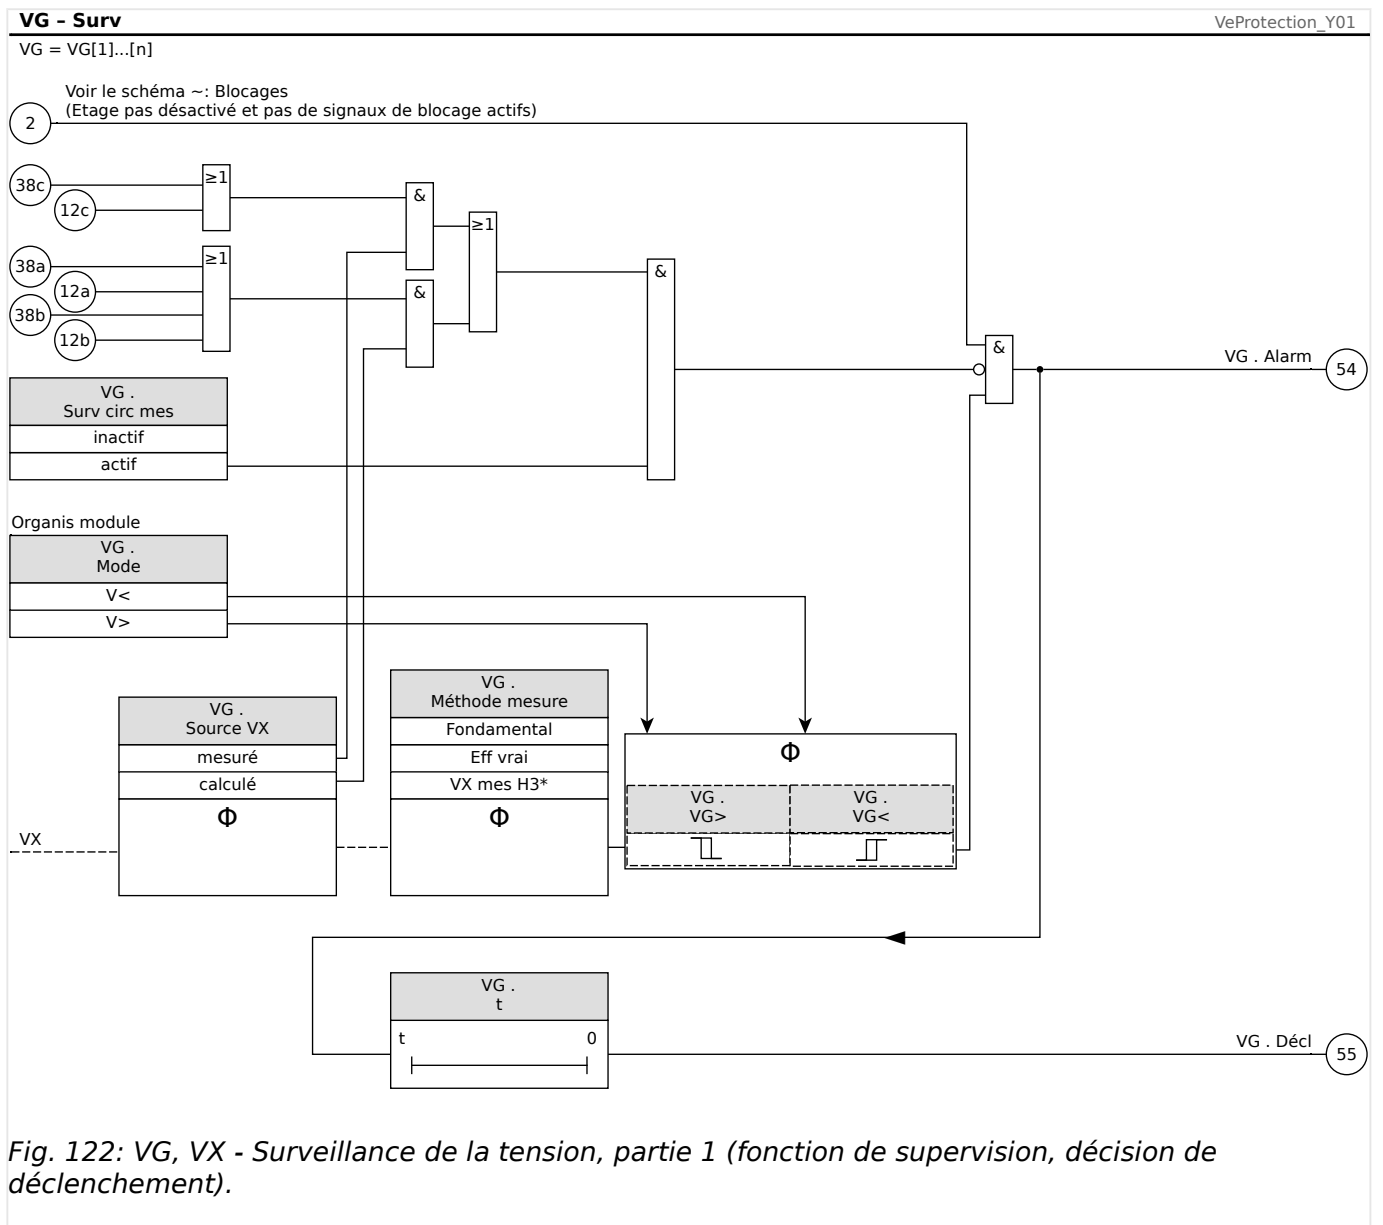 VG – Surv
VeProtection_Y01
VG = VG[1]...[n]
Voir le schéma ~: Blocages
(Etage pas désactivé et pas de signaux de blocage actifs)
2
38c
12c
≥1
&
≥1
38a
12a
38b
12b
≥1
&
&
&
VG . Alarm
54
VG .
Surv circ mes
inactif
actif
Organis module
VG .
Mode
V<
V>
VG .
Source VX
mesuré
calculé
Φ
VX
VG .
Méthode mesure
Fondamental
Eff vrai
VX mes H3*
Φ
Φ
VG .
VG>
VG .
VG<
VG .
t
t
0
VG . Décl
55
Fig. 122: VG, VX - Surveillance de la tension, partie 1 (fonction de supervision, décision de
déclenchement).